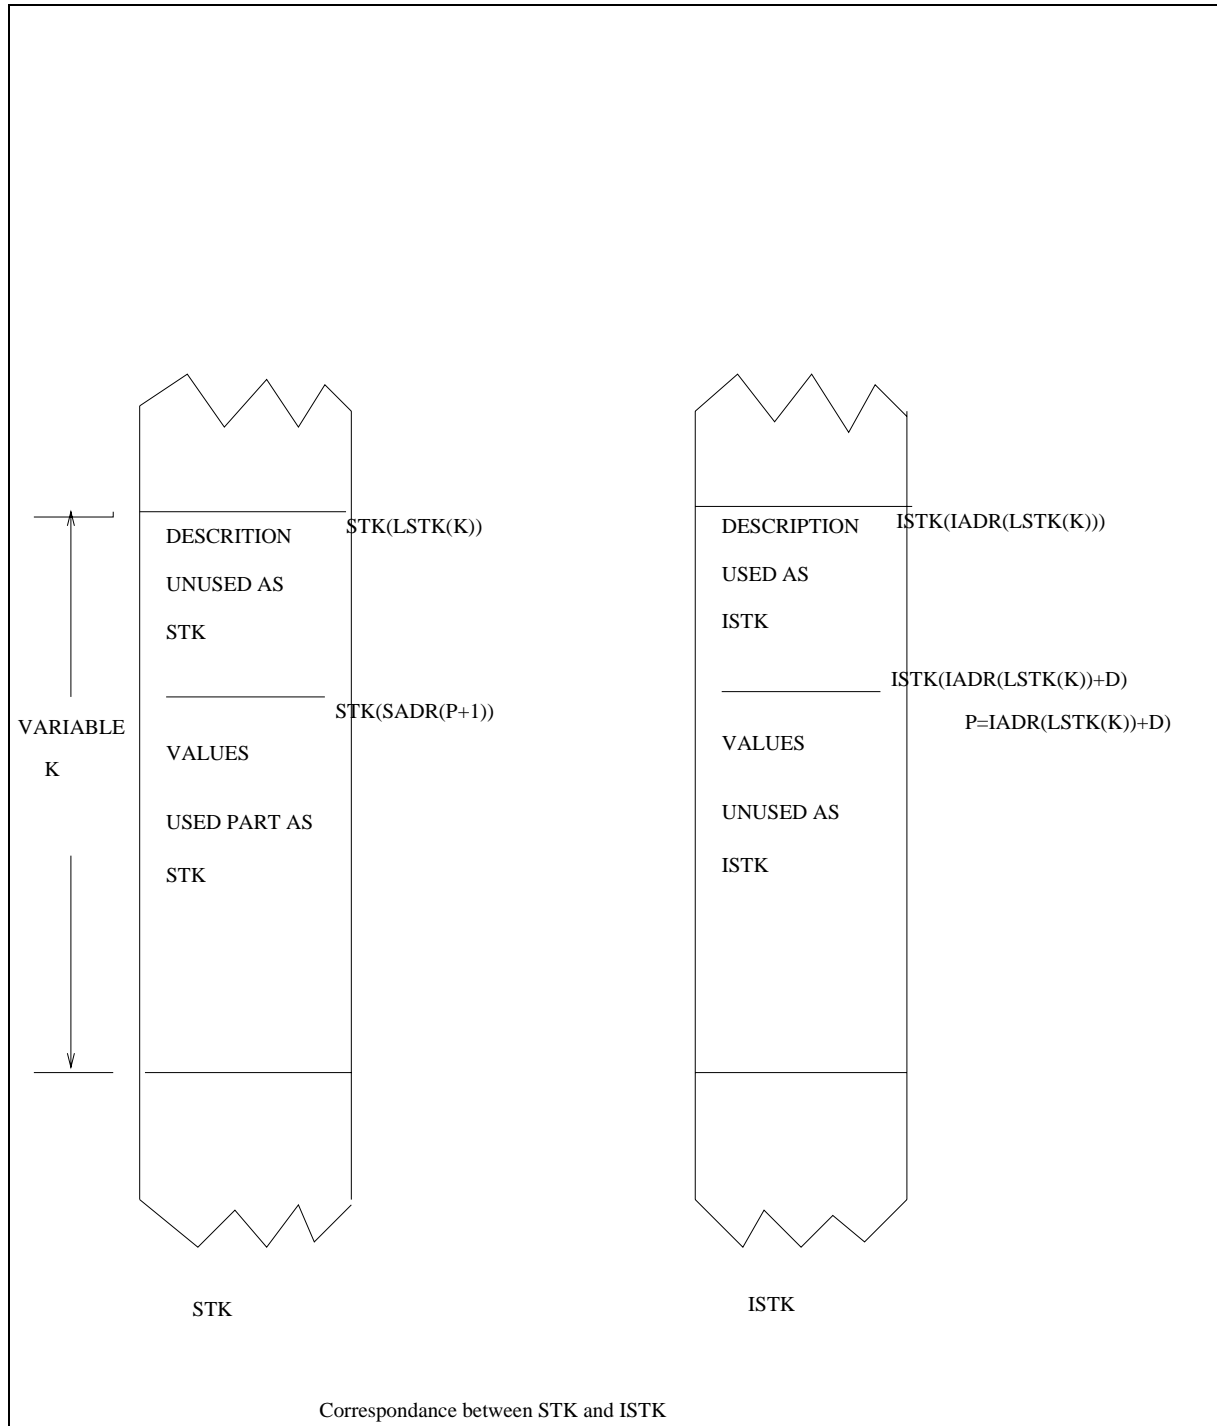 STK(LSTK(K))
DESCRITION
UNUSED AS
STK
STK(SADR(P+1))
VARIABLE
K
VALUES
USED PART AS
STK
ISTK(IADR(LSTK(K)))
DESCRIPTION
USED AS
ISTK
ISTK(IADR(LSTK(K))+D)
P=IADR(LSTK(K))+D)
VALUES
UNUSED AS
ISTK
STK
ISTK
Correspondance between STK and ISTK